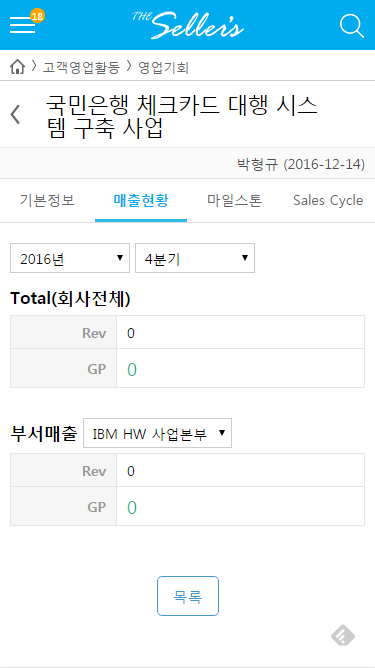 18
THE Seller's
고객영업활동 영업기회
국민은행 체크카드 대행 시스
템 구축 사업
박형규 (2016-12-14)
기본정보 매출현황 마일스톤 Sales Cycle
2016년 4분기
Total(회사전체)
Rev 0
GP 0
부서매출 IBM HW 사업본부
Rev 0
GP 0
목록